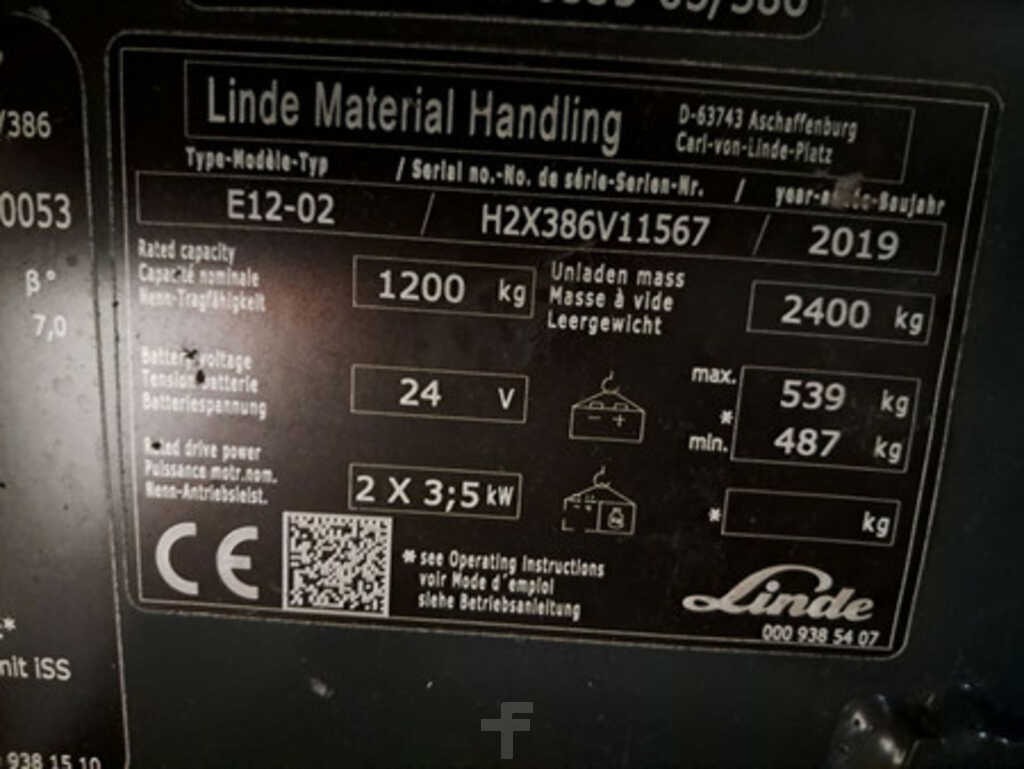 /386
0053
β°
7,0
mit iSS
938 15 10
Linde Material Handling
D-63743 Aschaffenburg
Carl-von-Linde-Platz
Type-Modèle-Typ / Serial no.-No. de série-Serien-Nr. / year-année-Baujahr
E12-02 / H2X386V11567 / 2019
Rated capacity
Capacité nominale
Nenn-Tragfähigkeit
1200 kg
Unladen mass
Masse à vide
Leergewicht
2400 kg
Battery voltage
Tension batterie
Batteriespannung
24 V
max. 539 kg
*
min. 487 kg
Rated drive power
Puissance motr.nom.
Nenn-Antriebsleist.
2 X 3;5 kW
* kg
CE
* see Operating Instructions
voir Mode d'emploi
siehe Betriebsanleitung
Linde
000 938 54 07